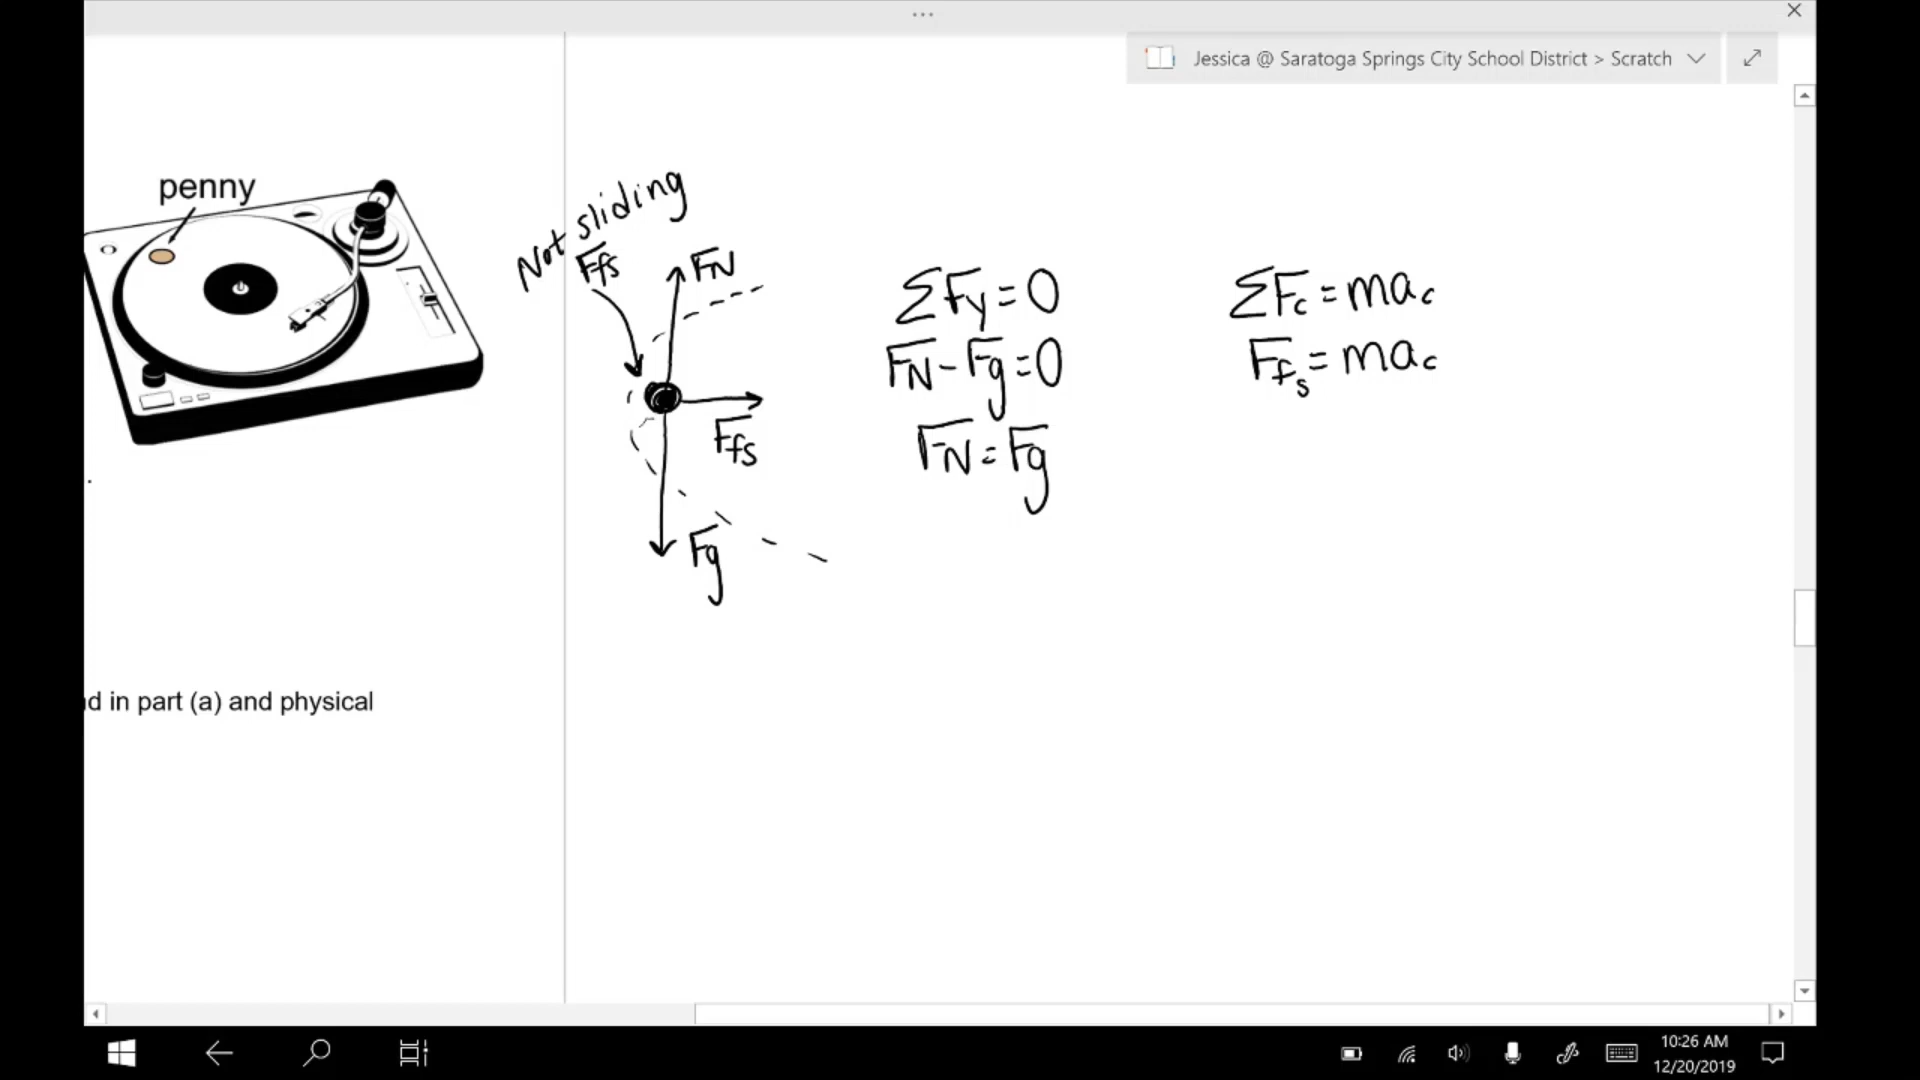 ...
Jessica @ Saratoga Springs City School District > Scratch
penny
Not sliding
Ffs
FN
Ffs
Fg
ΣFy=0
FN-Fg=0
FN=Fg
ΣFc=mac
Ffs=mac
.
d in part (a) and physical
10:26 AM
12/20/2019